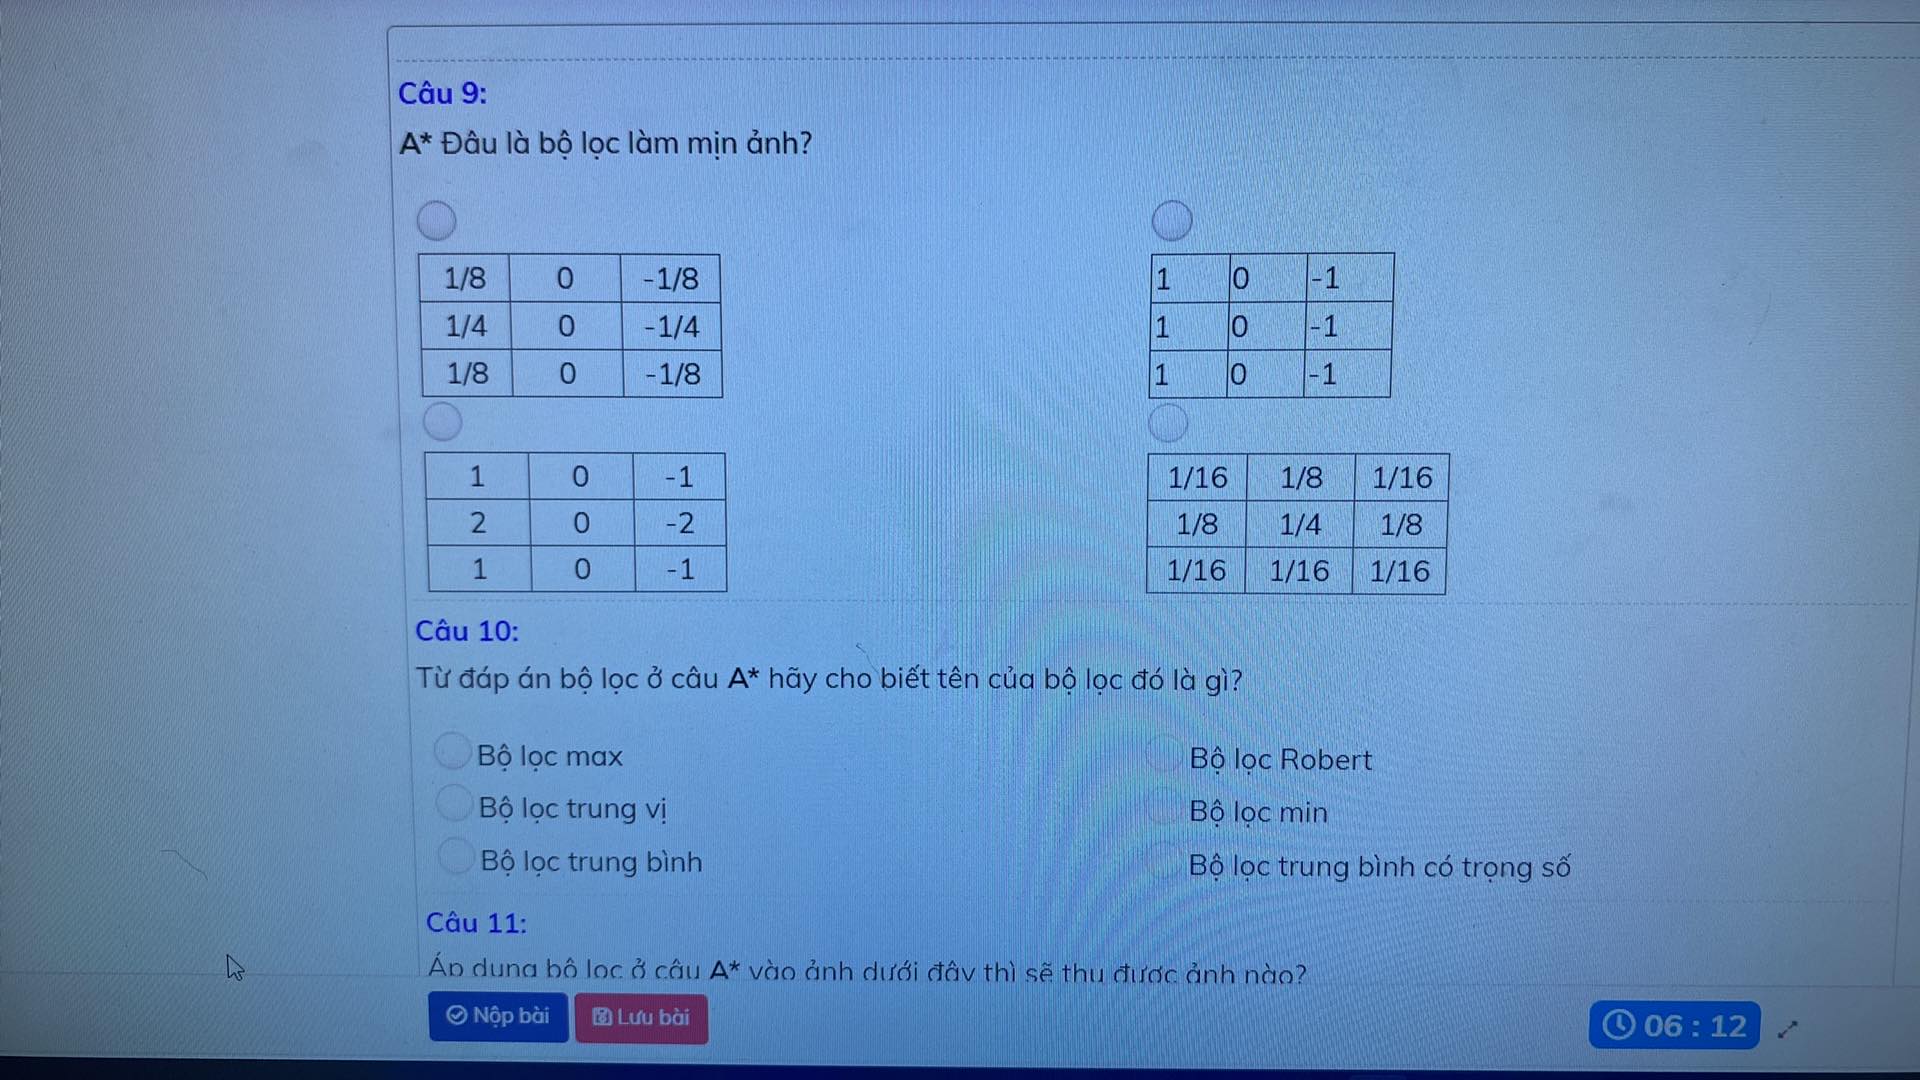 Câu 9:
A* Đâu là bộ lọc làm mịn ảnh?
1/8 0 -1/8
1/4 0 -1/4
1/8 0 -1/8
1 0 -1
1 0 -1
1 0 -1
1 0 -1
2 0 -2
1 0 -1
1/16 1/8 1/16
1/8 1/4 1/8
1/16 1/16 1/16
Câu 10:
Từ đáp án bộ lọc ở câu A* hãy cho biết tên của bộ lọc đó là gì?
Bộ lọc max
Bộ lọc Robert
Bộ lọc trung vị
Bộ lọc min
Bộ lọc trung bình
Bộ lọc trung bình có trọng số
Câu 11:
Áp dụng bộ lọc ở câu A* vào ảnh dưới đây thì sẽ thu được ảnh nào?
Nộp bài
Lưu bài
06 : 12